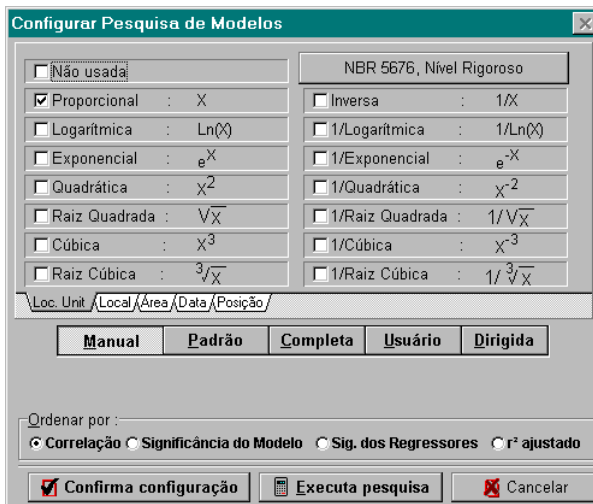 Configurar Pesquisa de Modelos
Não usada
NBR 5676, Nível Rigoroso
Proporcional : X
Inversa : 1/X
Logarítmica : Ln(X)
1/Logarítmica : 1/Ln(X)
Exponencial : eˣ
1/Exponencial : e⁻ˣ
Quadrática : X²
1/Quadrática : X⁻²
Raiz Quadrada : √X
1/Raiz Quadrada : 1/√X
Cúbica : X³
1/Cúbica : X⁻³
Raiz Cúbica : ³√X
1/Raiz Cúbica : 1/ ³√X
Loc. Unit Local Área Data Posição
Manual Padrão Completa Usuário Dirigida
Ordenar por :
Correlação Significância do Modelo Sig. dos Regressores r² ajustado
Confirma configuração Executa pesquisa Cancelar